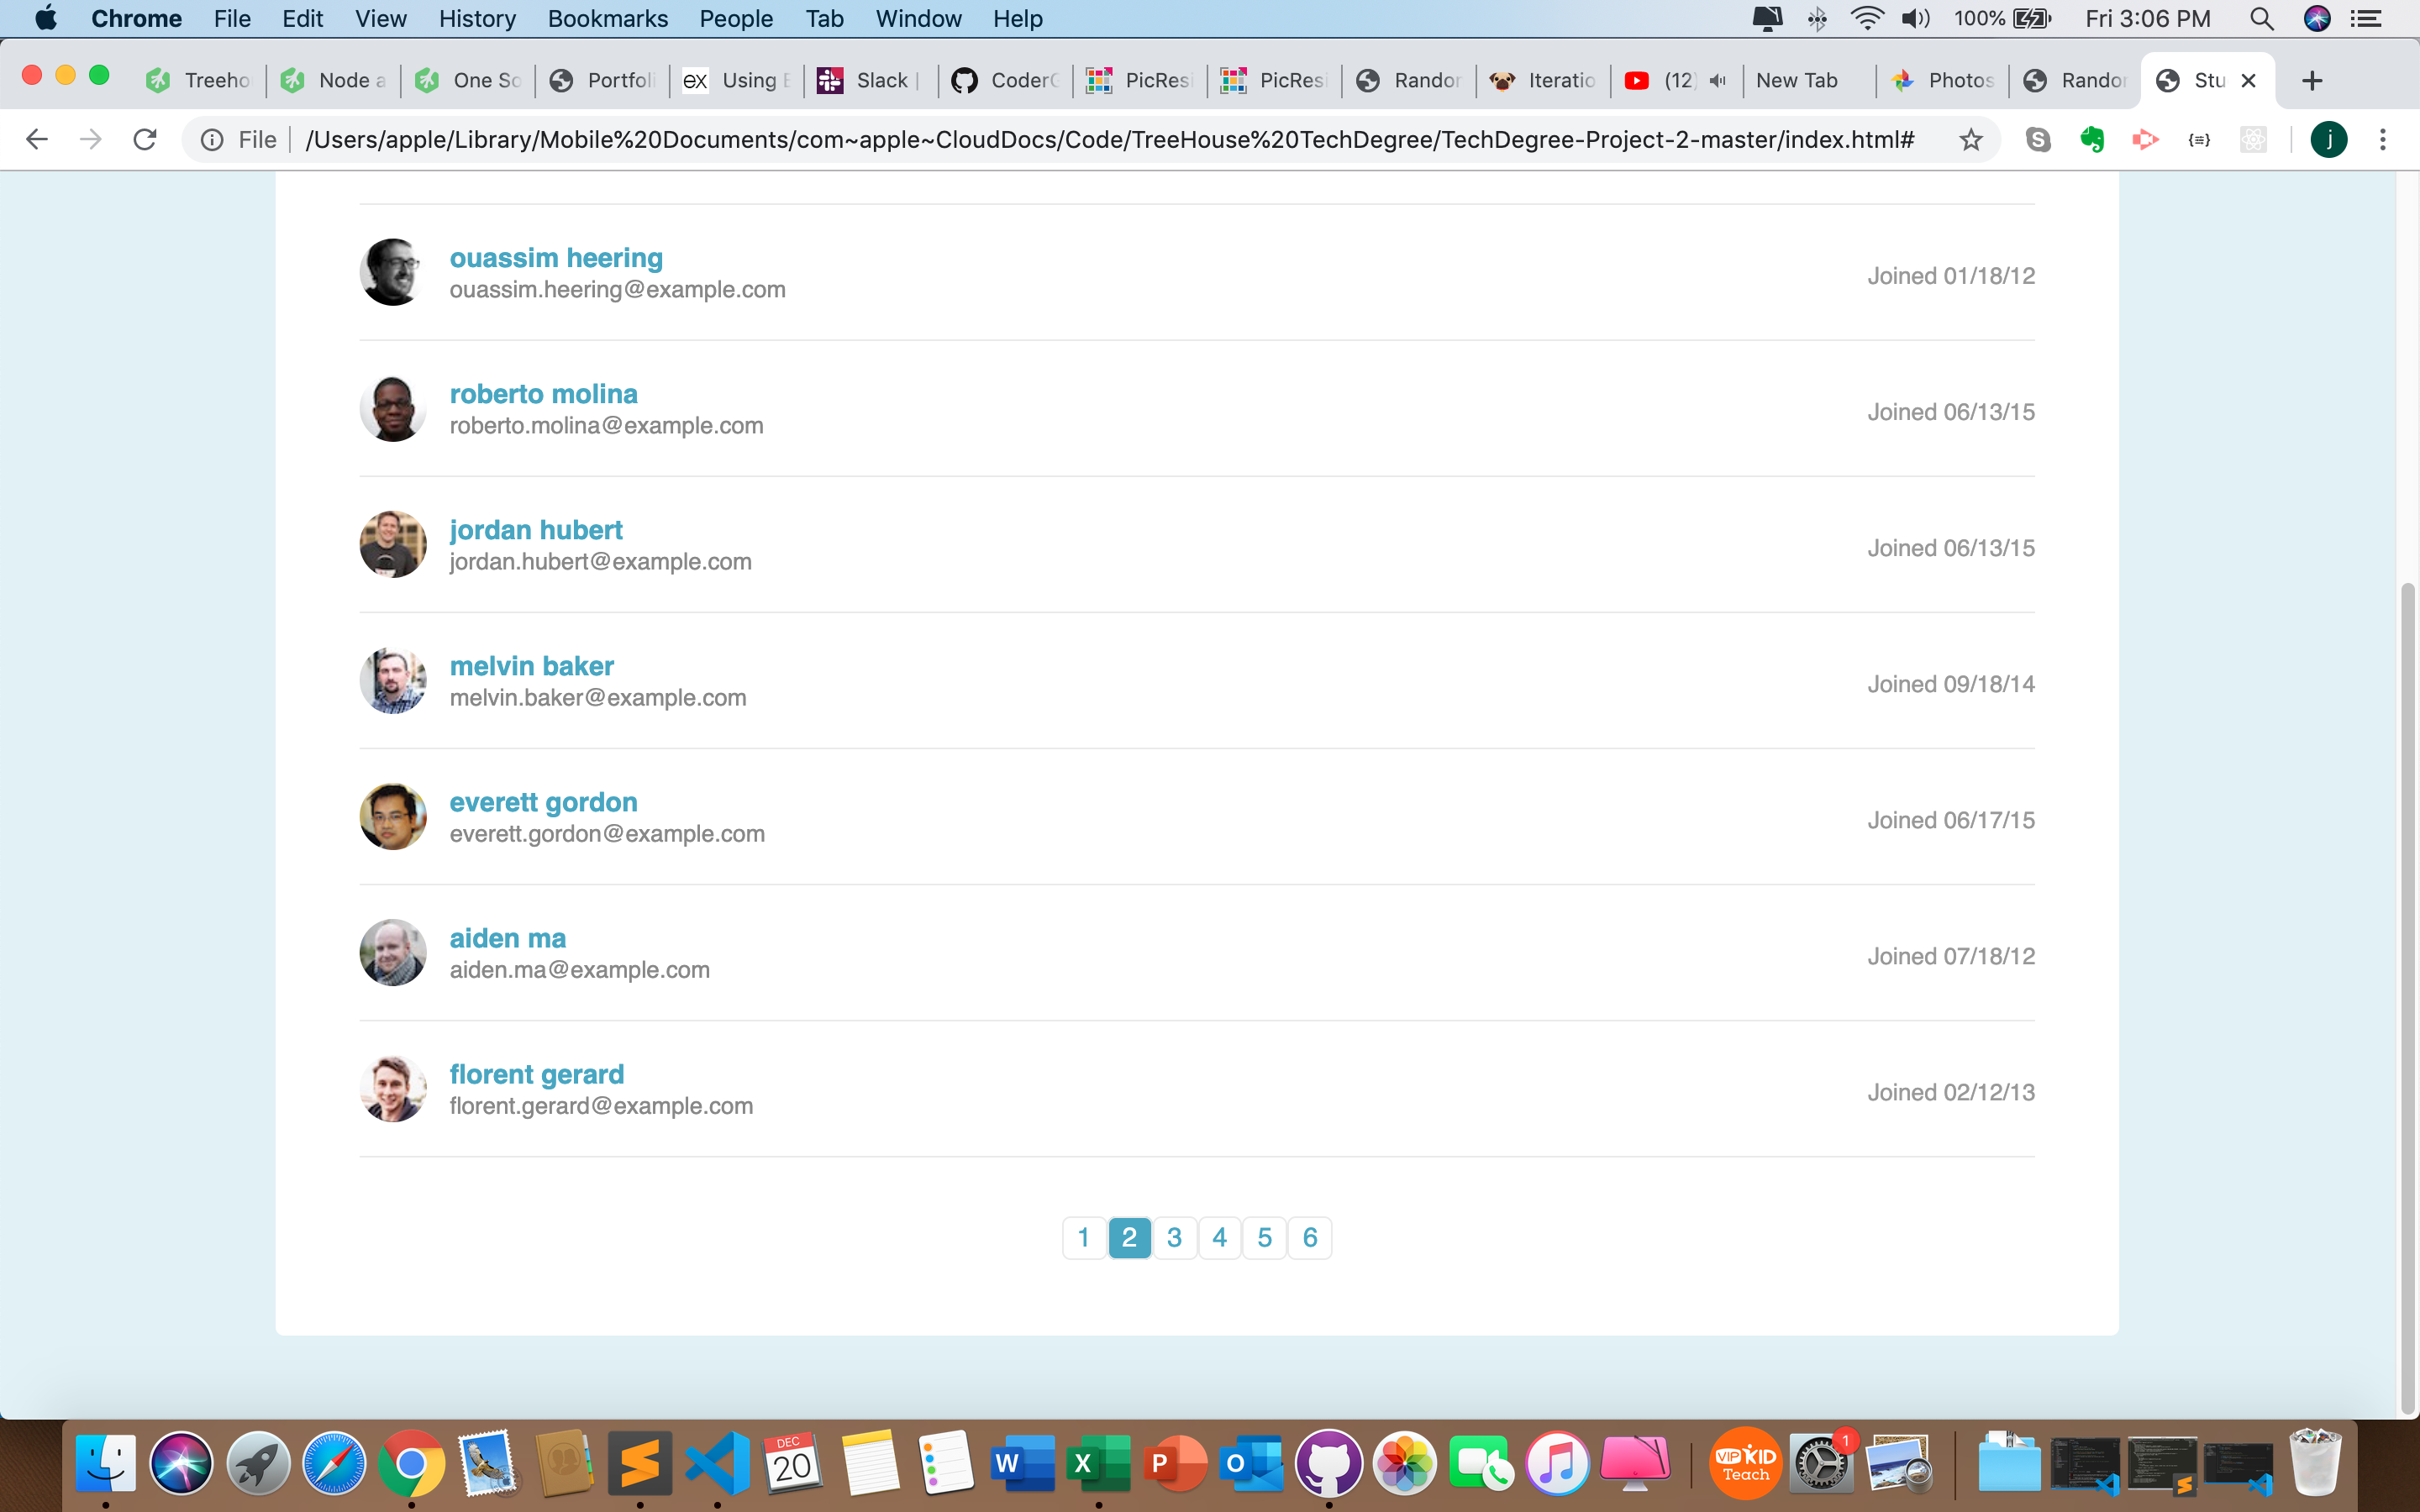 Chrome File Edit View History Bookmarks People Tab Window Help 100% Fri 3:06 PM
Treeho Node a One So Portfoli ex Using E Slack | CoderG PicResi PicResi Randor Iteratio (12) New Tab Photos Randor Stu
File /Users/apple/Library/Mobile%20Documents/com~apple~CloudDocs/Code/TreeHouse%20TechDegree/TechDegree-Project-2-master/index.html# S j
ouassim heering
ouassim.heering@example.com
Joined 01/18/12
roberto molina
roberto.molina@example.com
Joined 06/13/15
jordan hubert
jordan.hubert@example.com
Joined 06/13/15
melvin baker
melvin.baker@example.com
Joined 09/18/14
everett gordon
everett.gordon@example.com
Joined 06/17/15
aiden ma
aiden.ma@example.com
Joined 07/18/12
florent gerard
florent.gerard@example.com
Joined 02/12/13
1 2 3 4 5 6
DEC
20
W X P O
VIPKID
Teach
1